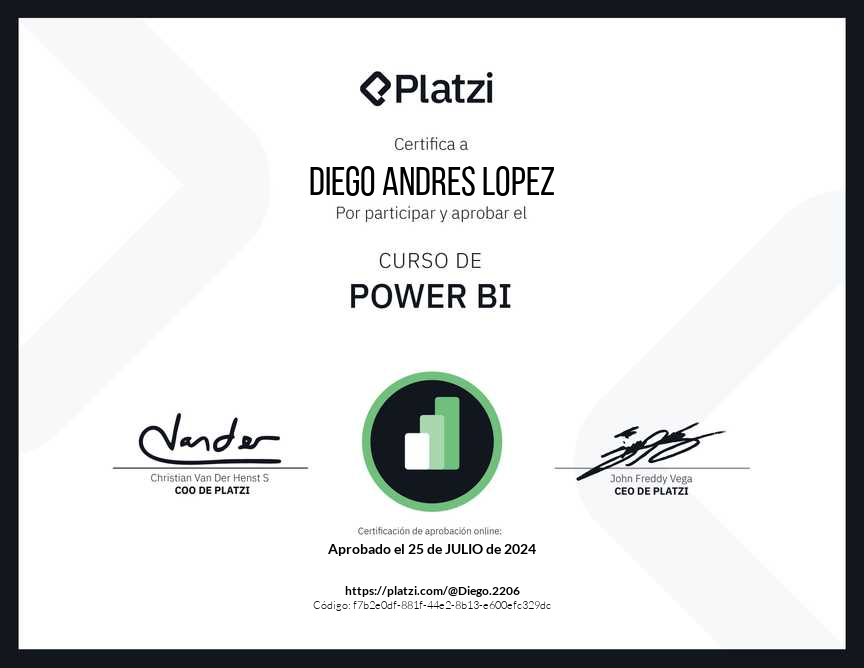 Platzi
Certifica a
DIEGO ANDRES LOPEZ
Por participar y aprobar el
CURSO DE
POWER BI
Christian Van Der Henst S
COO DE PLATZI
John Freddy Vega
CEO DE PLATZI
Certificación de aprobación online:
Aprobado el 25 de JULIO de 2024
https://platzi.com/@Diego.2206
Código: f7b2e0df-881f-44e2-8b13-e600efc329dc